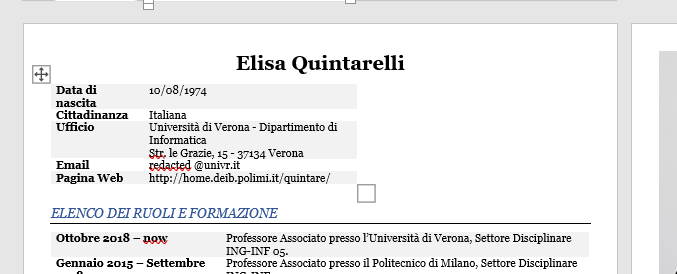 Elisa Quintarelli
Data di nascita 10/08/1974
Cittadinanza Italiana
Ufficio Università di Verona - Dipartimento di
Informatica
Str. le Grazie, 15 - 37134 Verona
Email redacted @univr.it
Pagina Web http://home.deib.polimi.it/quintare/
ELENCO DEI RUOLI E FORMAZIONE
Ottobre 2018 – now Professore Associato presso l'Università di Verona, Settore Disciplinare
ING-INF 05.
Gennaio 2015 – Settembre Professore Associato presso il Politecnico di Milano, Settore Disciplinare